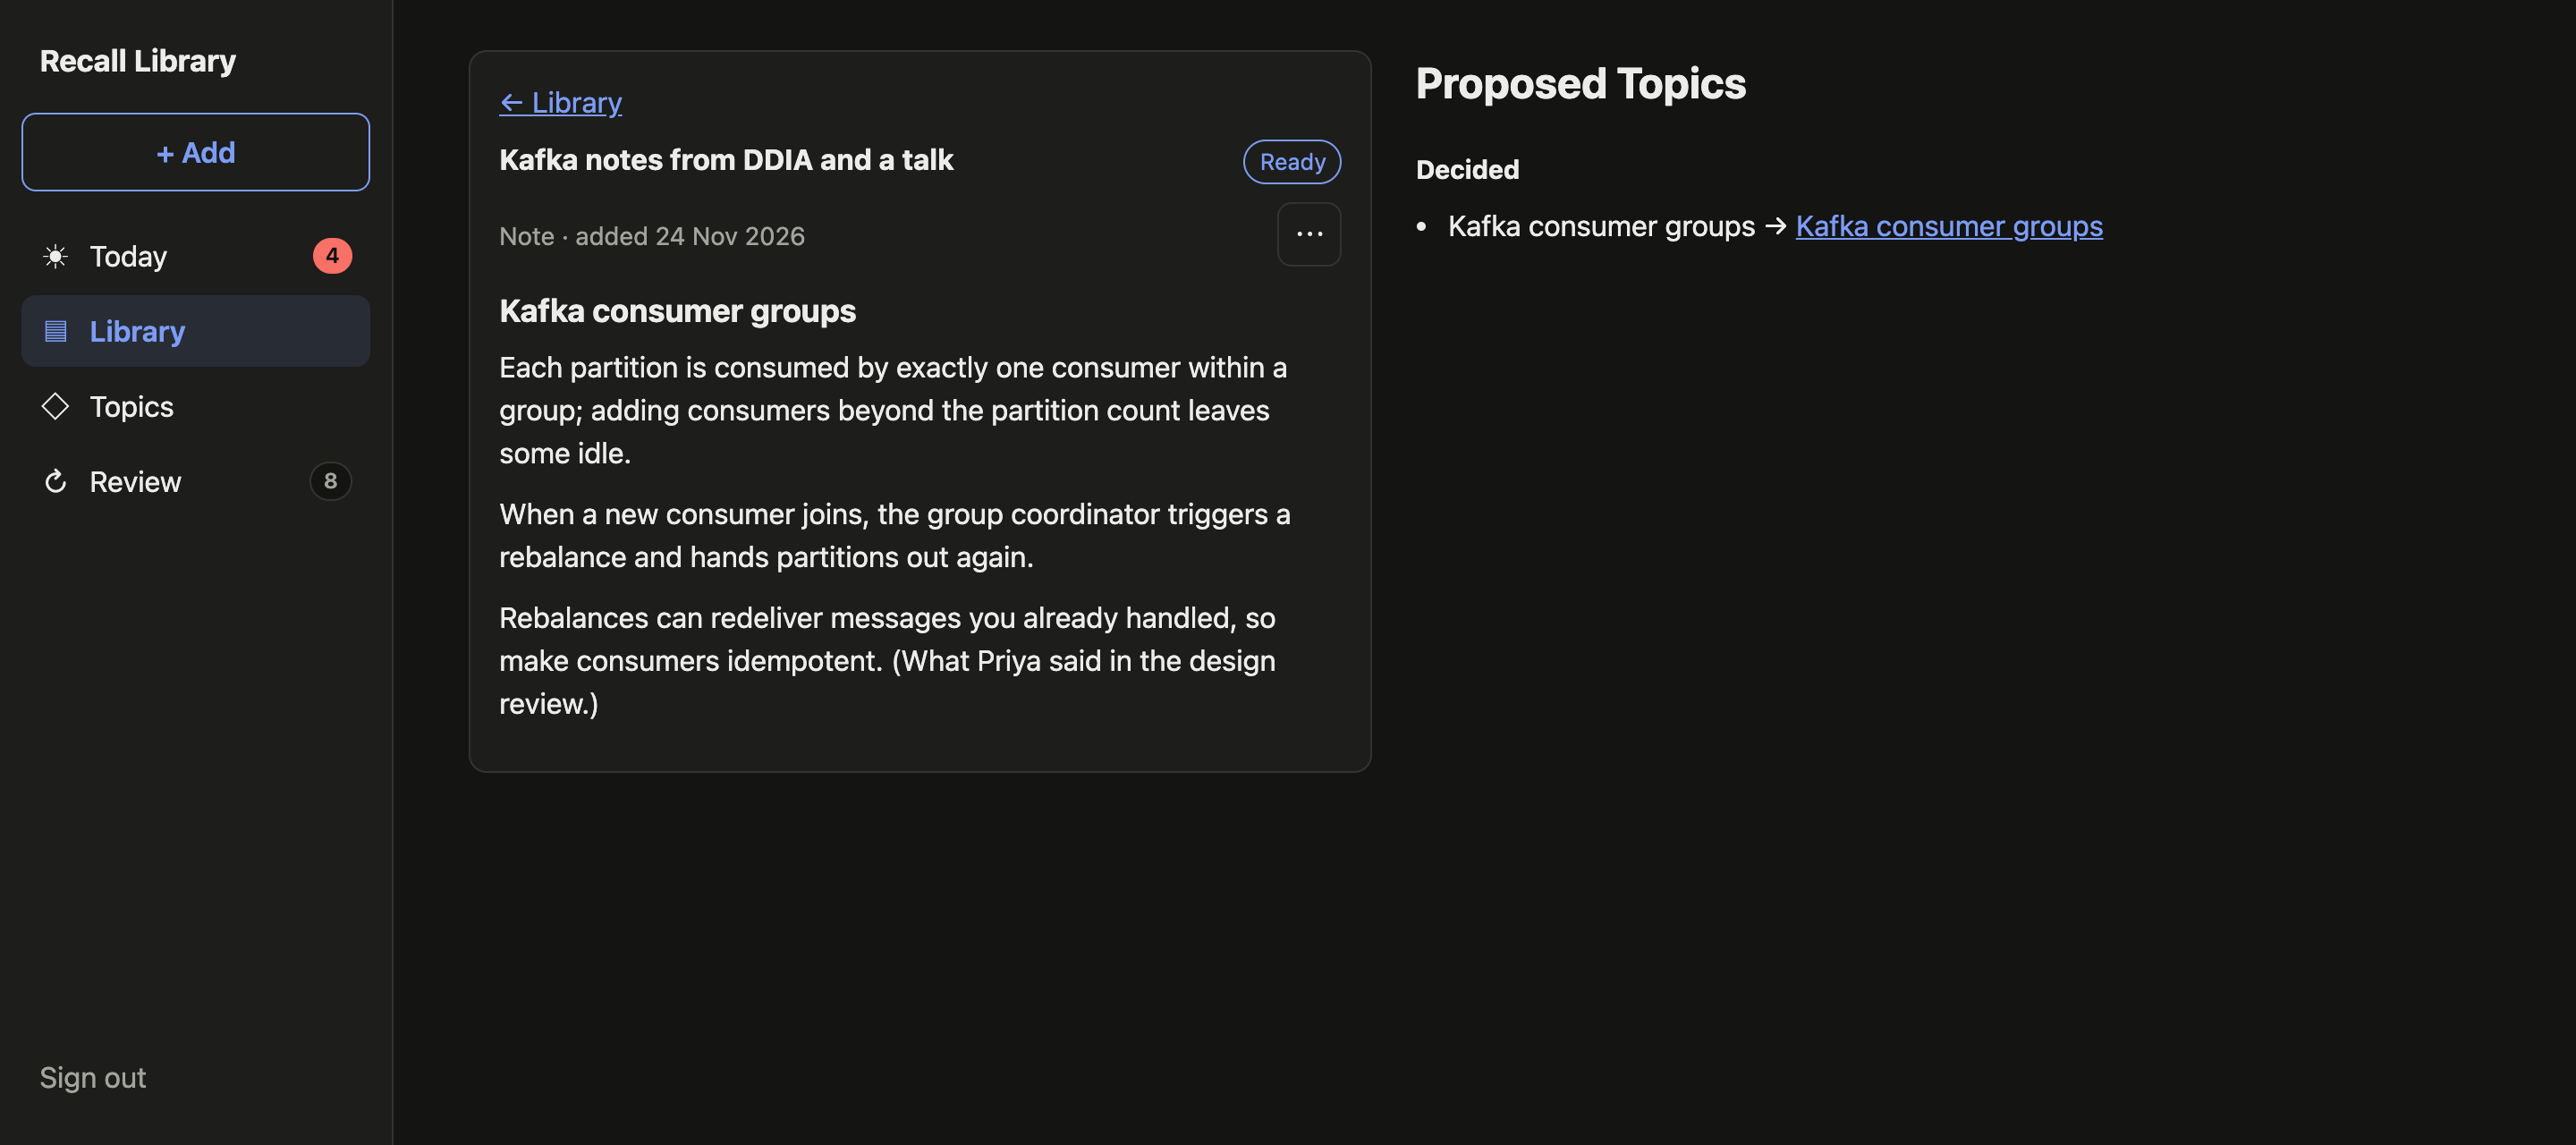 Recall Library
+ Add
Today 4
Library
Topics
Review 8
Sign out
← Library
Kafka notes from DDIA and a talk
Ready
Note · added 24 Nov 2026
···
Kafka consumer groups
Each partition is consumed by exactly one consumer within a
group; adding consumers beyond the partition count leaves
some idle.
When a new consumer joins, the group coordinator triggers a
rebalance and hands partitions out again.
Rebalances can redeliver messages you already handled, so
make consumers idempotent. (What Priya said in the design
review.)
Proposed Topics
Decided
• Kafka consumer groups → Kafka consumer groups